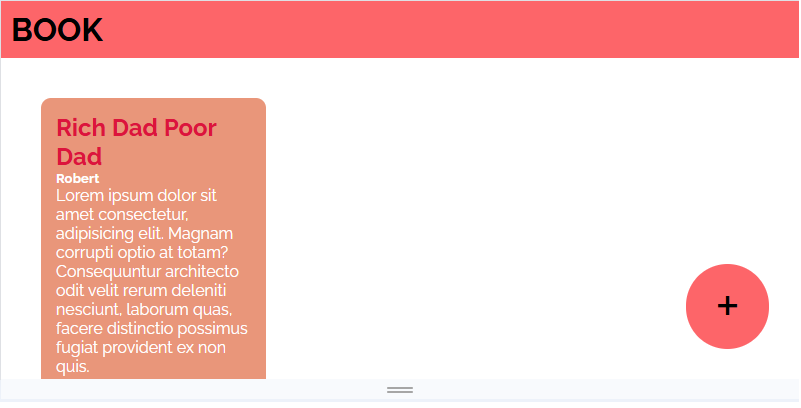 BOOK
Rich Dad Poor
Dad
Robert
Lorem ipsum dolor sit
amet consectetur,
adipisicing elit. Magnam
corrupti optio at totam?
Consequuntur architecto
odit velit rerum deleniti
nesciunt, laborum quas,
facere distinctio possimus
fugiat provident ex non
quis.
+